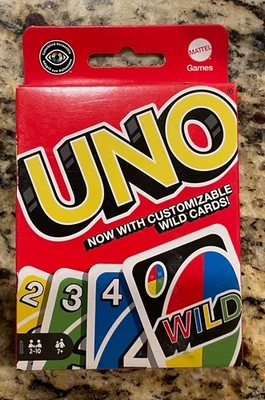 MATTEL
Games
UNO
®
NOW WITH CUSTOMIZABLE
WILD CARDS!
2
3
4
WILD
2-10
7+